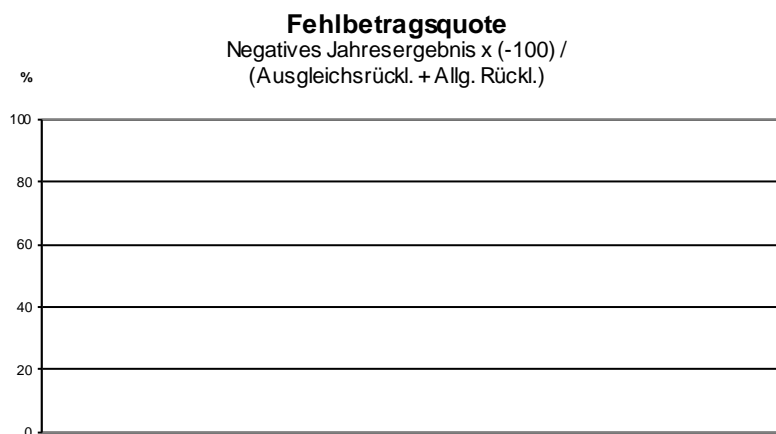 Fehlbetragsquote
Negatives Jahresergebnis x (-100) /
(Ausgleichsrückl. + Allg. Rückl.)
%
100
80
60
40
20
0